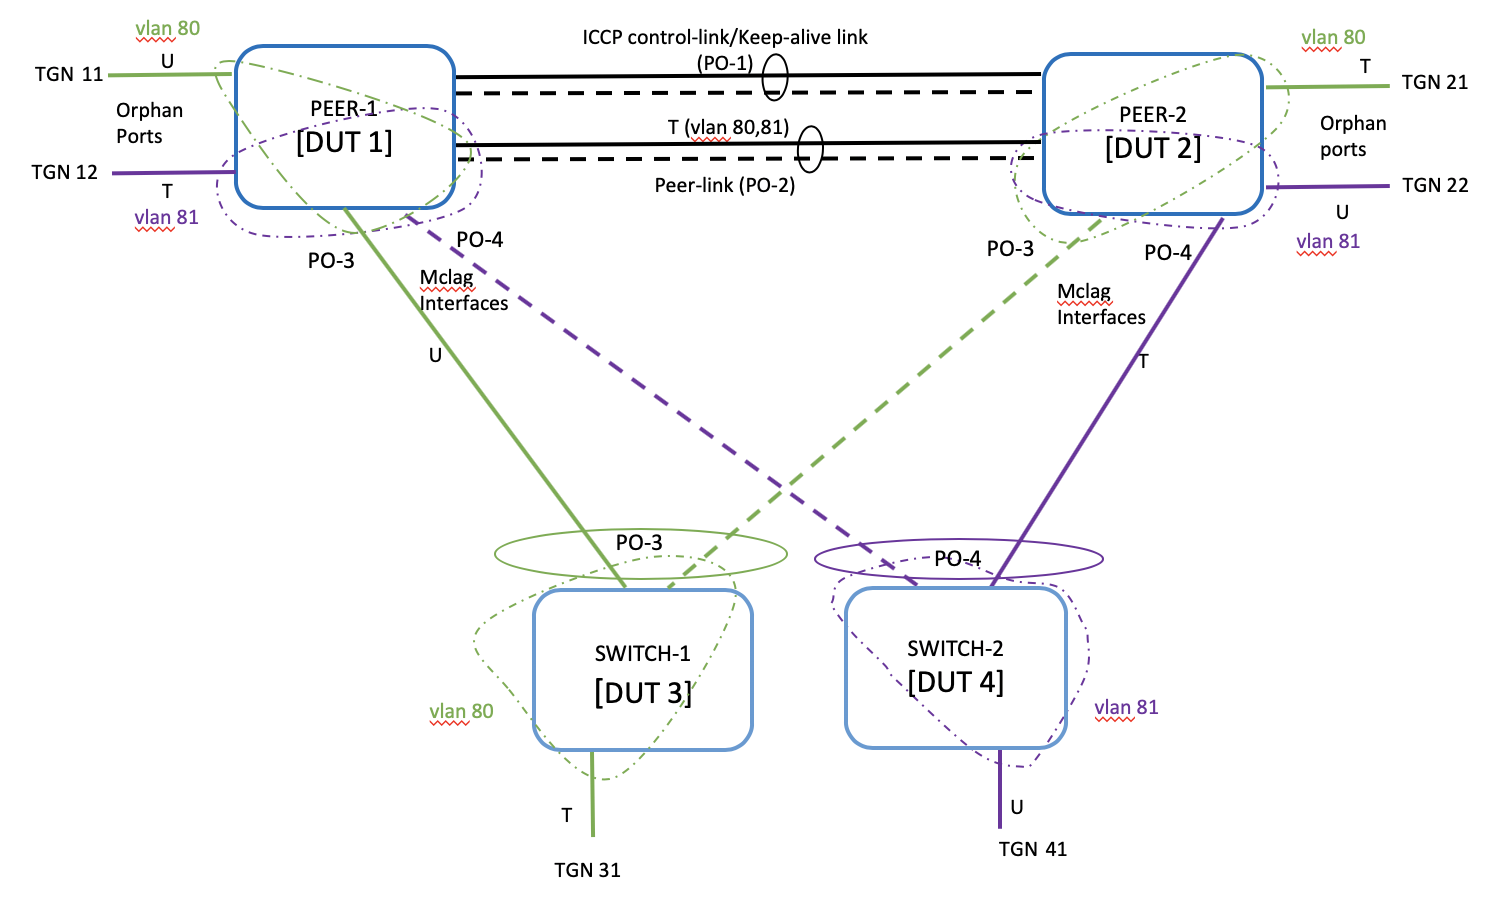 vlan 80
U
TGN 11
Orphan
Ports
TGN 12
T
vlan 81
PEER-1
[DUT 1]
ICCP control-link/Keep-alive link
(PO-1)
T (vlan 80,81)
Peer-link (PO-2)
PEER-2
[DUT 2]
vlan 80
T
TGN 21
Orphan
ports
TGN 22
U
vlan 81
PO-3
PO-4
Mclag
Interfaces
U
PO-3
PO-4
Mclag
Interfaces
T
PO-3
SWITCH-1
[DUT 3]
vlan 80
T
TGN 31
PO-4
SWITCH-2
[DUT 4]
vlan 81
U
TGN 41